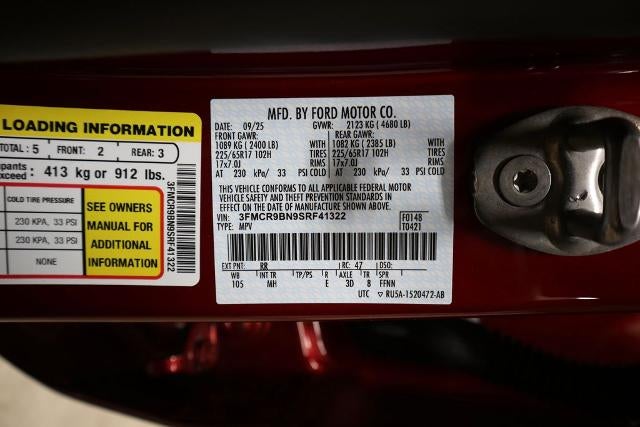 LOADING INFORMATION
TOTAL : 5 FRONT: 2 REAR: 3
pants: 413 kg or 912 lbs.
xceed:
COLD TIRE PRESSURE
230 KPA, 33 PSI
230 KPA, 33 PSI
NONE
SEE OWNERS
MANUAL FOR
ADDITIONAL
INFORMATION
3FMCR9BN9SRF41322
MFD. BY FORD MOTOR CO.
DATE: 09/25 GVWR: 2123 KG ( 4680 LB)
FRONT GAWR: REAR GAWR:
1089 KG ( 2400 LB) WITH 1082 KG ( 2385 LB) WITH
225/65R17 102H TIRES 225/65R17 102H TIRES
17x7.0J RIMS 17x7.0J RIMS
AT 230 kPa/ 33 PSI COLD AT 230 kPa/ 33 PSI COLD
THIS VEHICLE CONFORMS TO ALL APPLICABLE FEDERAL MOTOR
VEHICLE SAFETY AND THEFT PREVENTION STANDARDS IN
EFFECT ON THE DATE OF MANUFACTURE SHOWN ABOVE.
VIN: 3FMCR9BN9SRF41322 F0148
TYPE: MPV T0421
EXT PNT: RR RC: 47 DSO:
WB INT TR TP/PS R AXLE TR SPR
105 MH E 3D 8 FFNN
UTC RU5A-1520472-AB